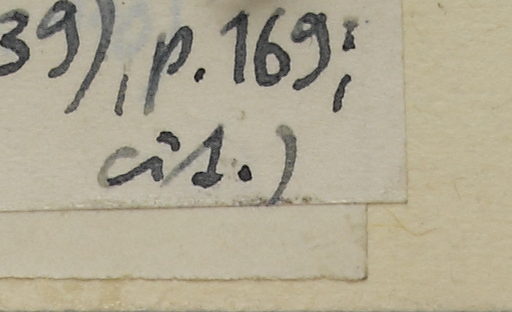 39), p. 169;
cit.)